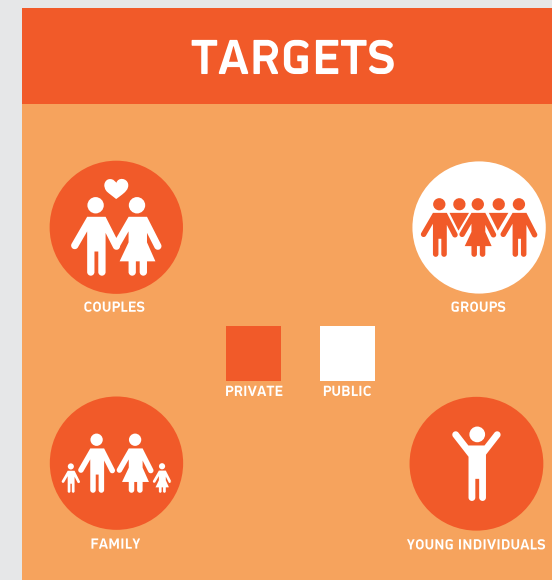 TARGETS
COUPLES
GROUPS
PRIVATE
PUBLIC
FAMILY
YOUNG INDIVIDUALS